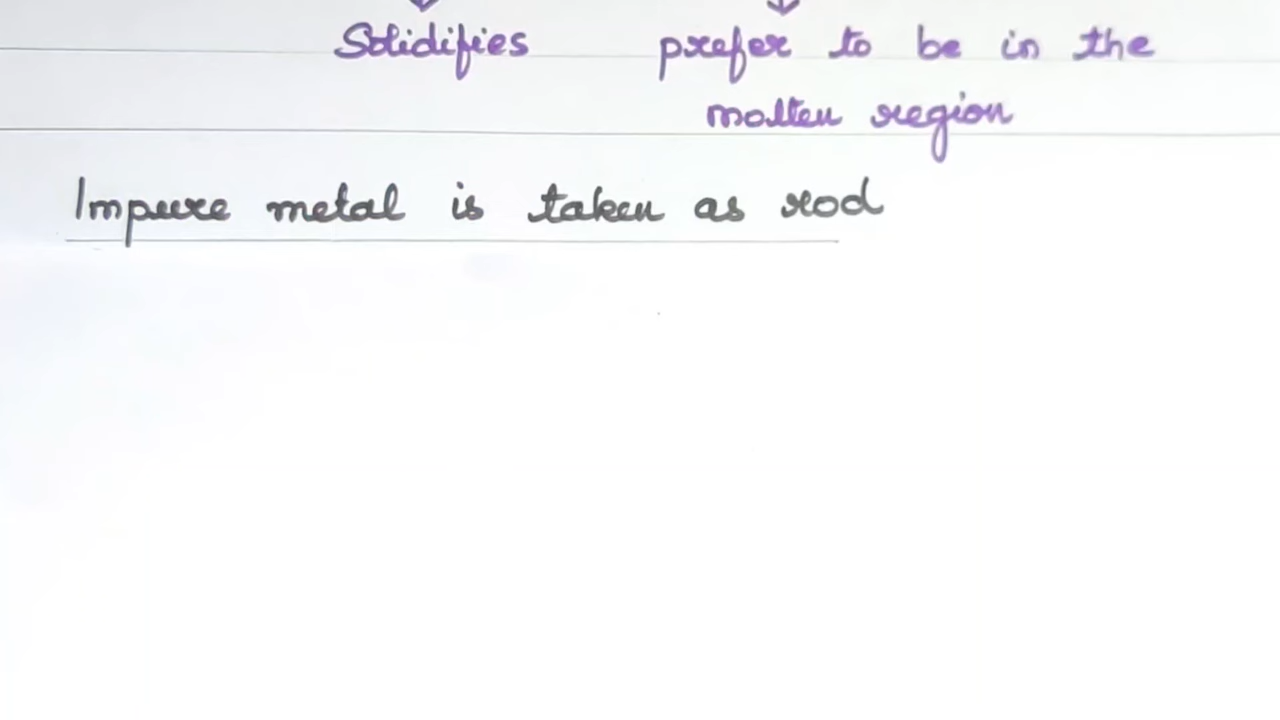 Solidifies prefer to be in the
molten region
Impure metal is taken as rod